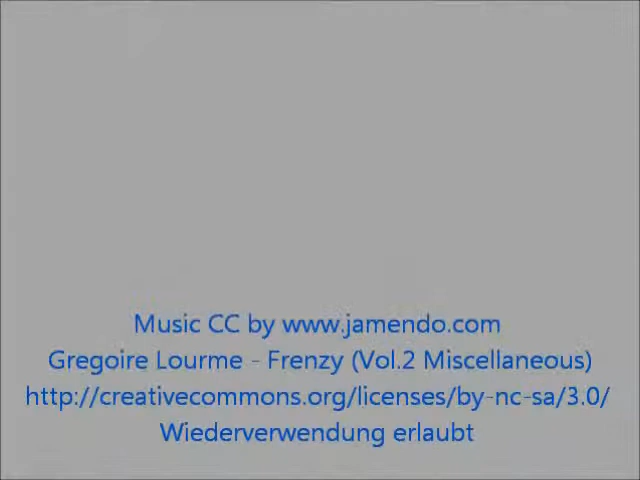 Music CC by www.jamendo.com
Gregoire Lourme - Frenzy (Vol.2 Miscellaneous)
http://creativecommons.org/licenses/by-nc-sa/3.0/
Wiederverwendung erlaubt